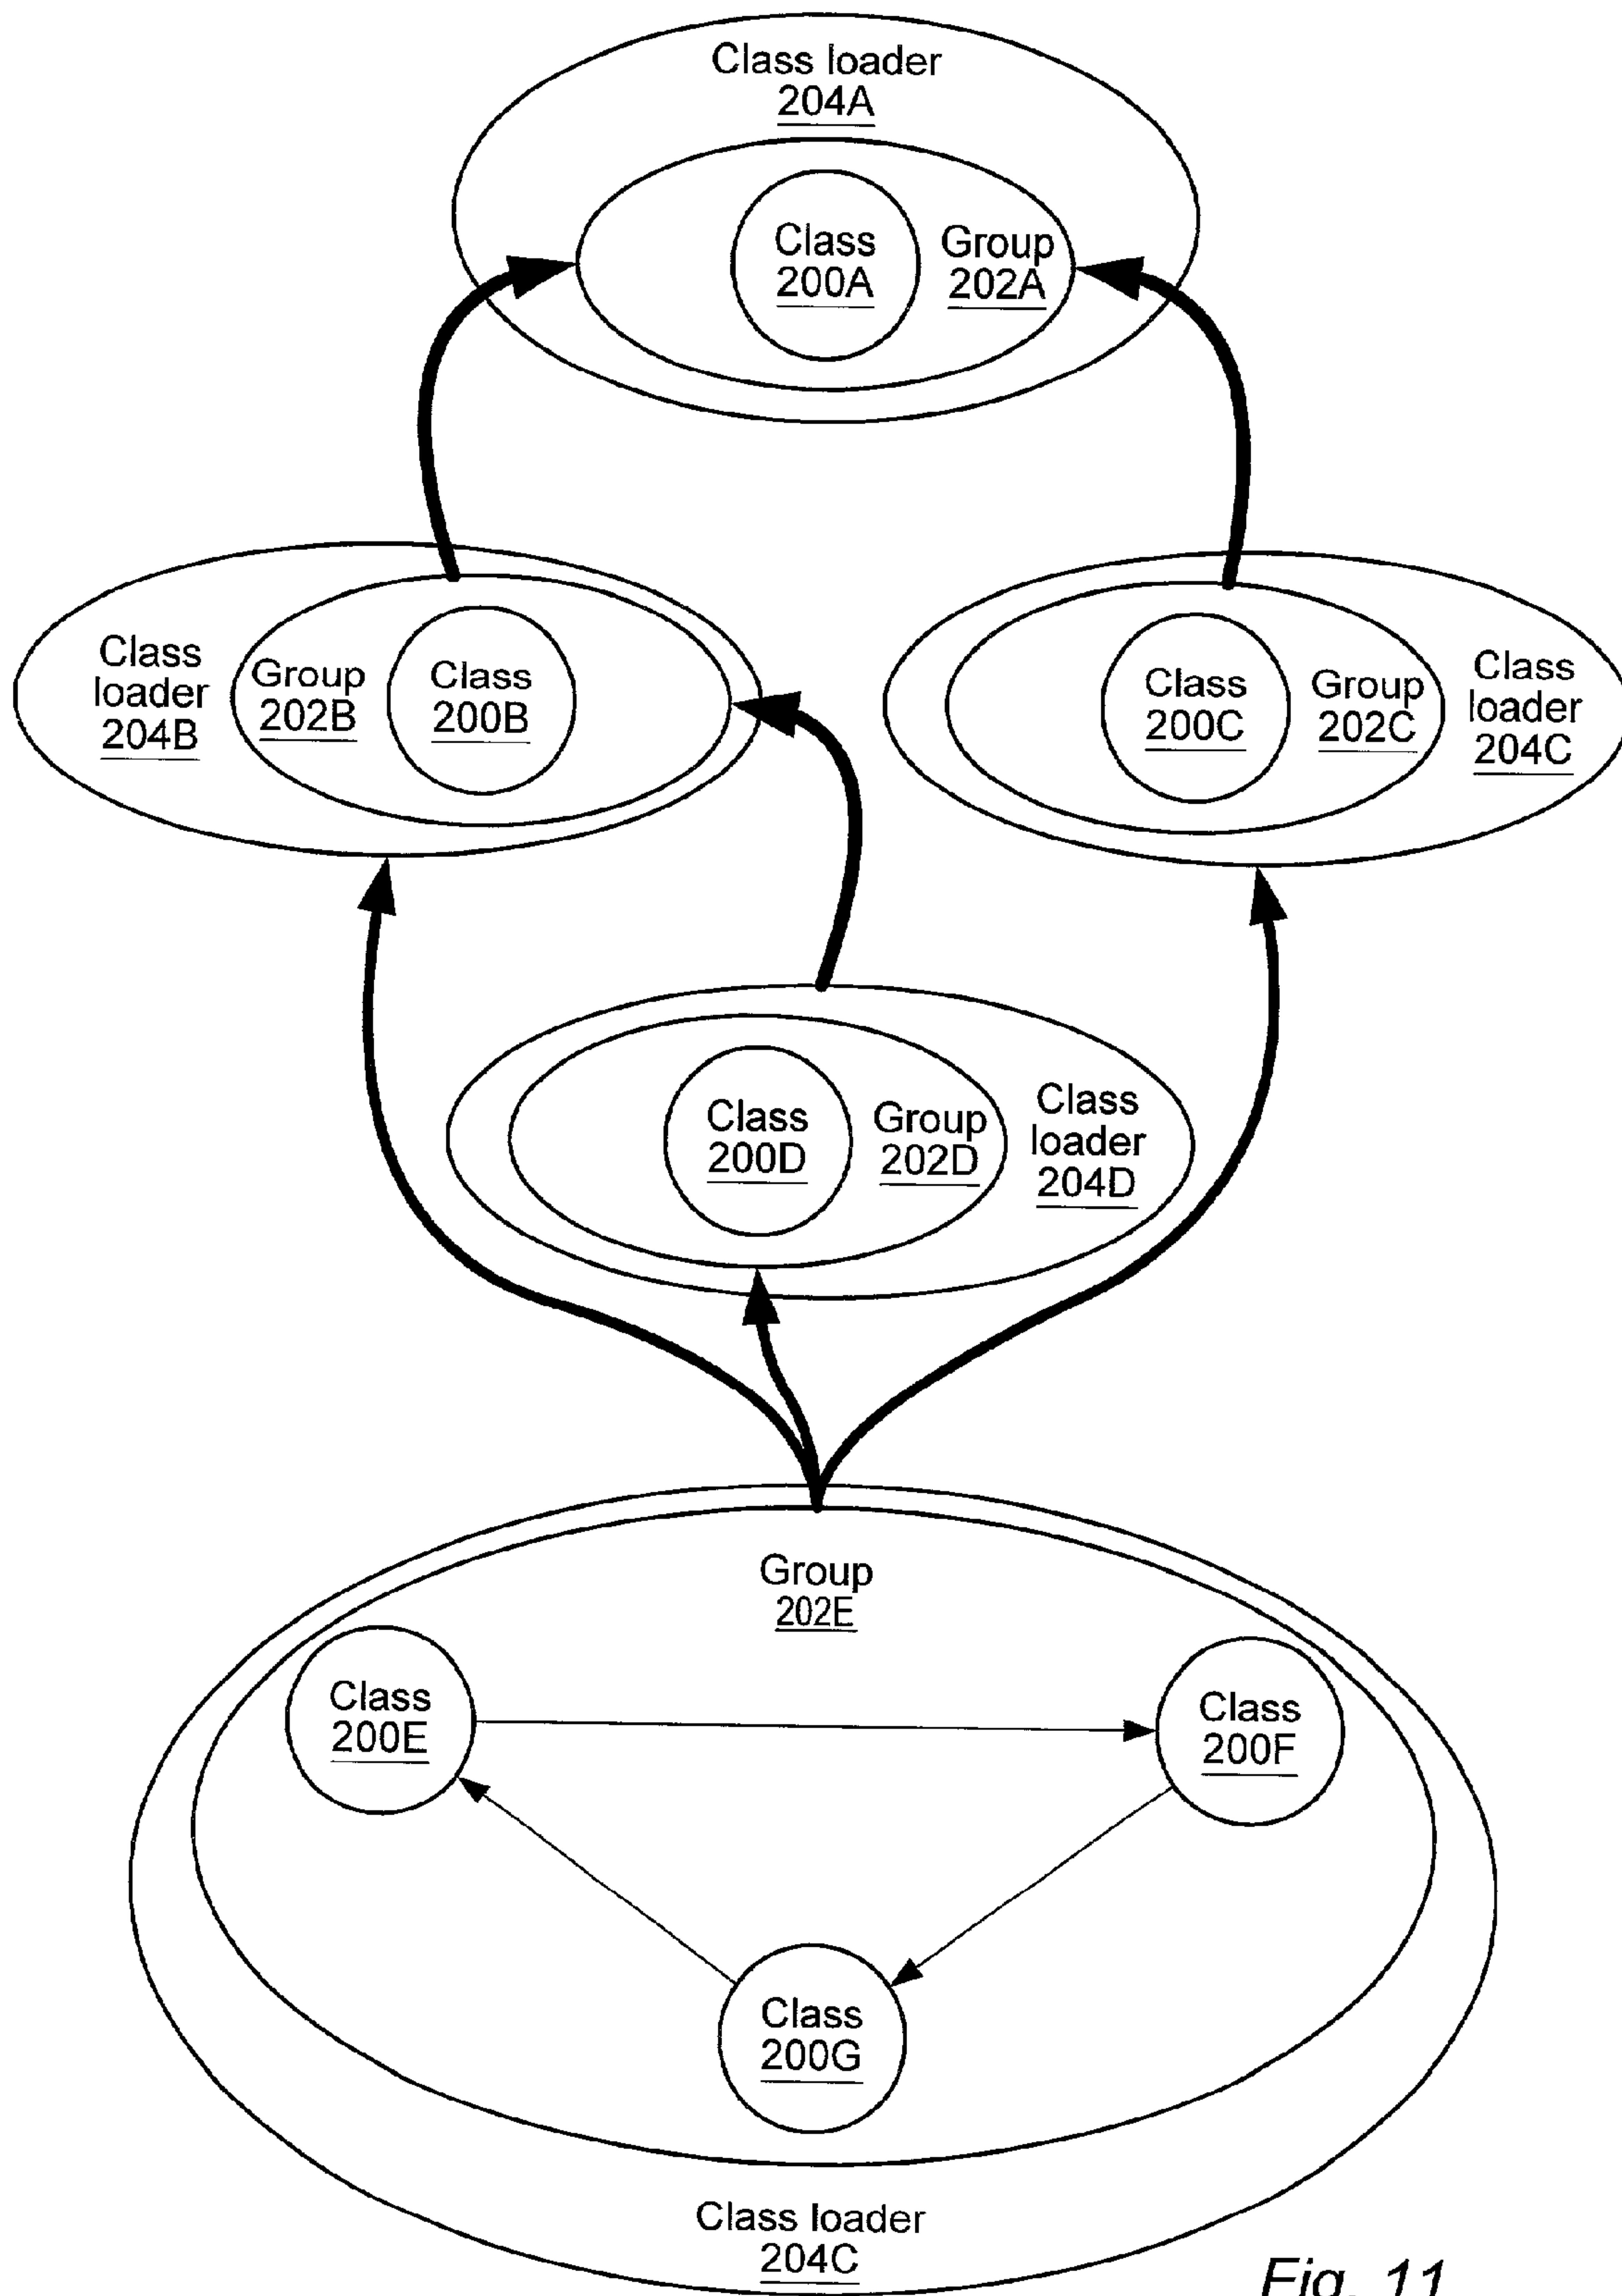 Class loader
204A
Class
200A
Group
202A
Class
loader
204B
Group
202B
Class
200B
Class
200C
Group
202C
Class
loader
204C
Class
200D
Group
202D
Class
loader
204D
Group
202E
Class
200E
Class
200F
Class
200G
Class loader
204C
Fig. 11